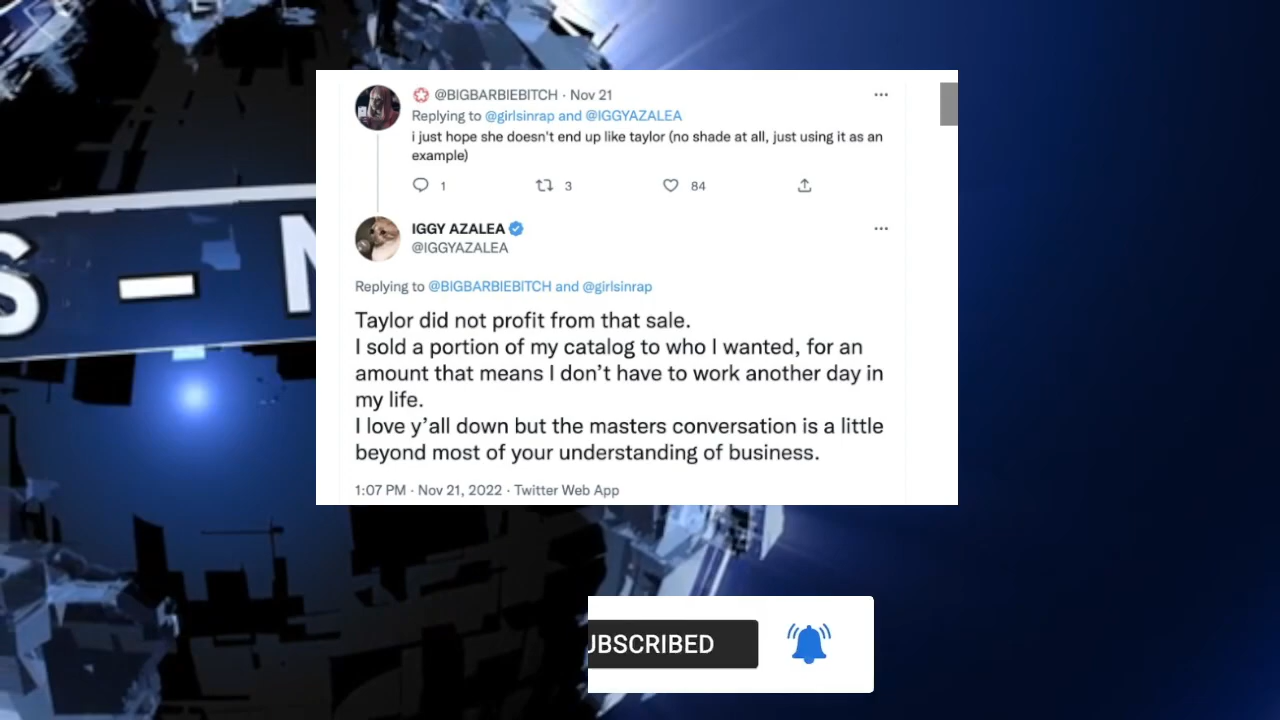 @BIGBARBIEBITCH · Nov 21
Replying to @girlsinrap and @IGGYAZALEA
i just hope she doesn't end up like taylor (no shade at all, just using it as an
example)
1 3 84
IGGY AZALEA
@IGGYAZALEA
Replying to @BIGBARBIEBITCH and @girlsinrap
Taylor did not profit from that sale.
I sold a portion of my catalog to who I wanted, for an
amount that means I don’t have to work another day in
my life.
I love y’all down but the masters conversation is a little
beyond most of your understanding of business.
1:07 PM · Nov 21, 2022 · Twitter Web App
S – N
UBSCRIBED